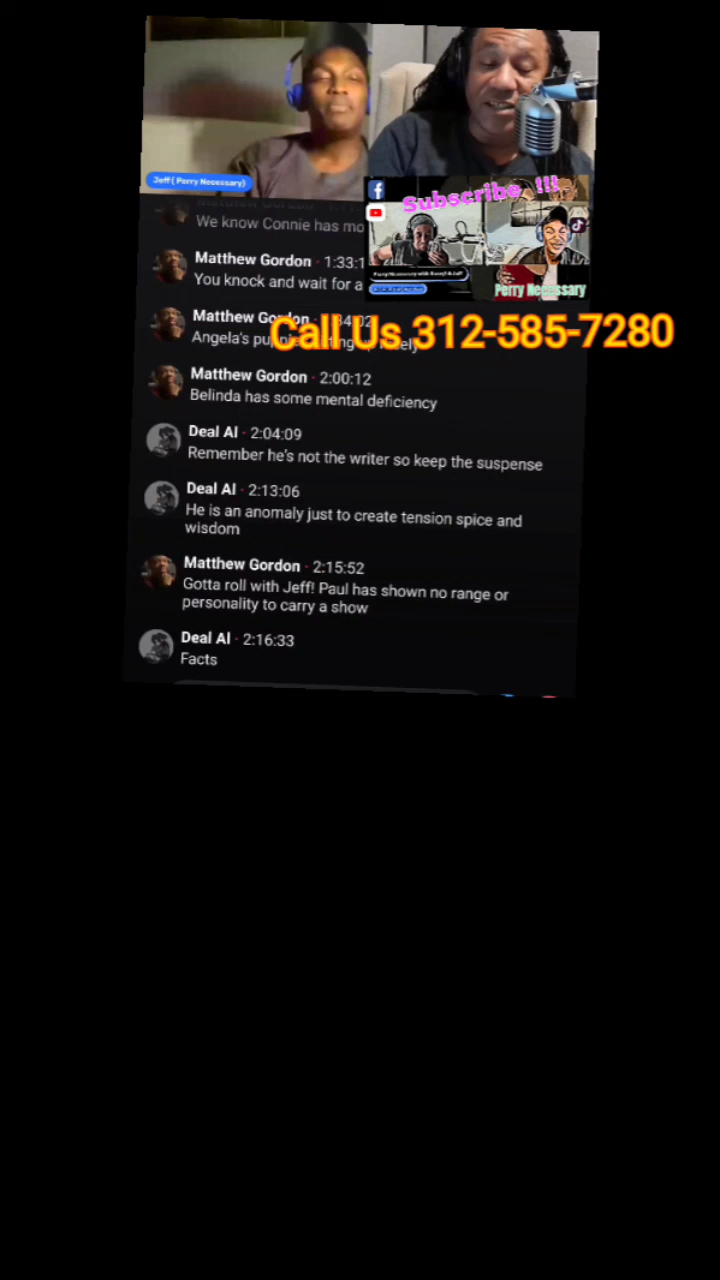 Jeff( Perry Necessary)
Subscribe !!!
We know Connie has mo
Matthew Gordon · 1:33:1
You knock and wait for a
Perry Necessary
Matthew Gordon
Call Us 312-585-7280
Angela's
Matthew Gordon · 2:00:12
Belinda has some mental deficiency
Deal Al · 2:04:09
Remember he's not the writer so keep the suspense
Deal Al · 2:13:06
He is an anomaly just to create tension spice and
wisdom
Matthew Gordon · 2:15:52
Gotta roll with Jeff! Paul has shown no range or
personality to carry a show
Deal Al · 2:16:33
Facts